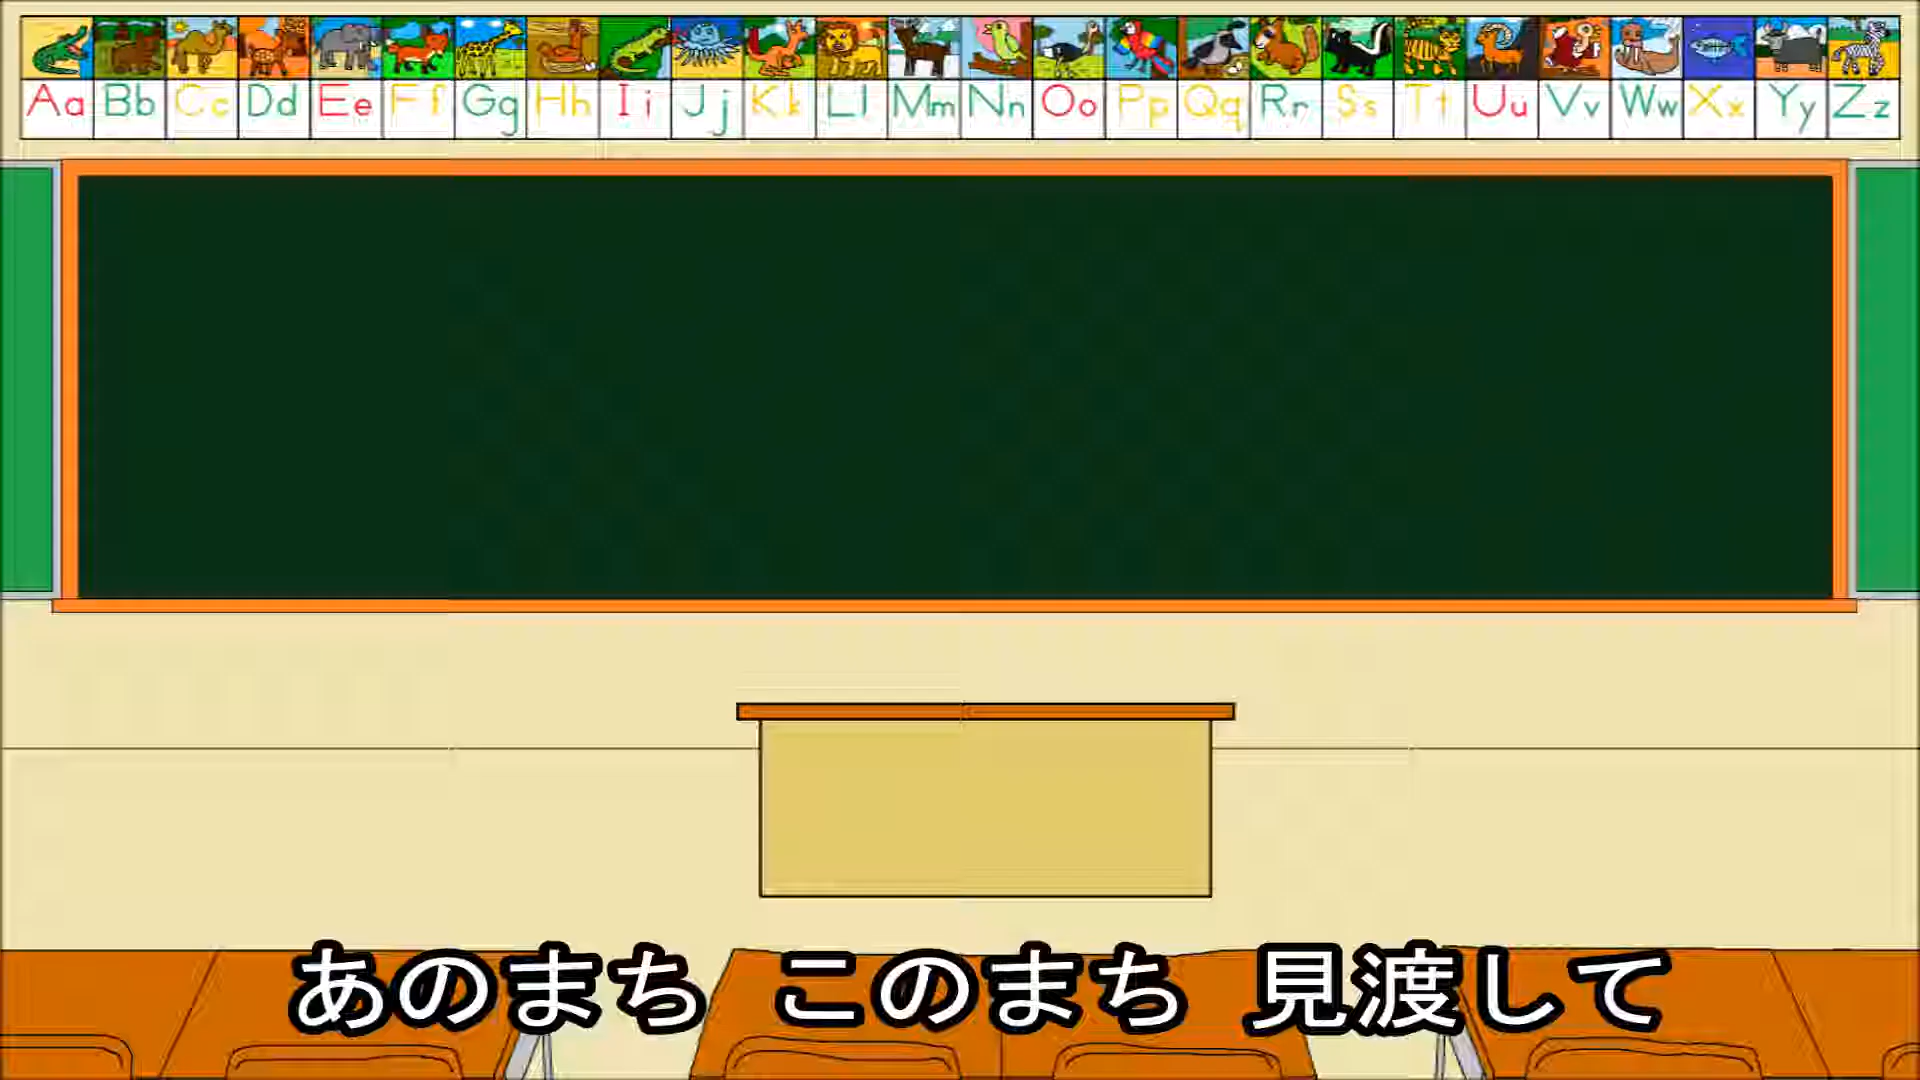 Aa Bb Cc Dd Ee Ff Gg Hh Ii Jj Kk Ll Mm Nn Oo Pp Qq Rr Ss Tt Uu Vv Ww Xx Yy Zz
あのまち このまち 見渡して